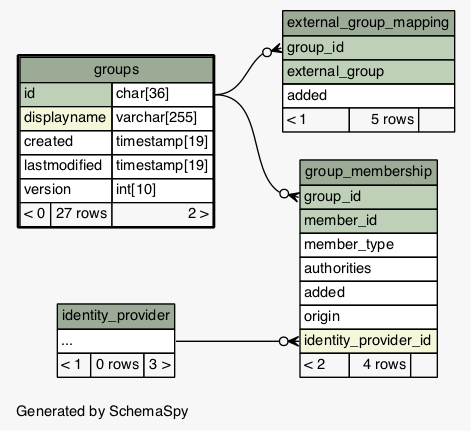 external_group_mapping
group_id
external_group
added
< 1 5 rows
groups
id char[36]
displayname varchar[255]
created timestamp[19]
lastmodified timestamp[19]
version int[10]
< 0 27 rows 2 >
group_membership
group_id
member_id
member_type
authorities
added
origin
identity_provider_id
< 2 4 rows
identity_provider
...
< 1 0 rows 3 >
Generated by SchemaSpy